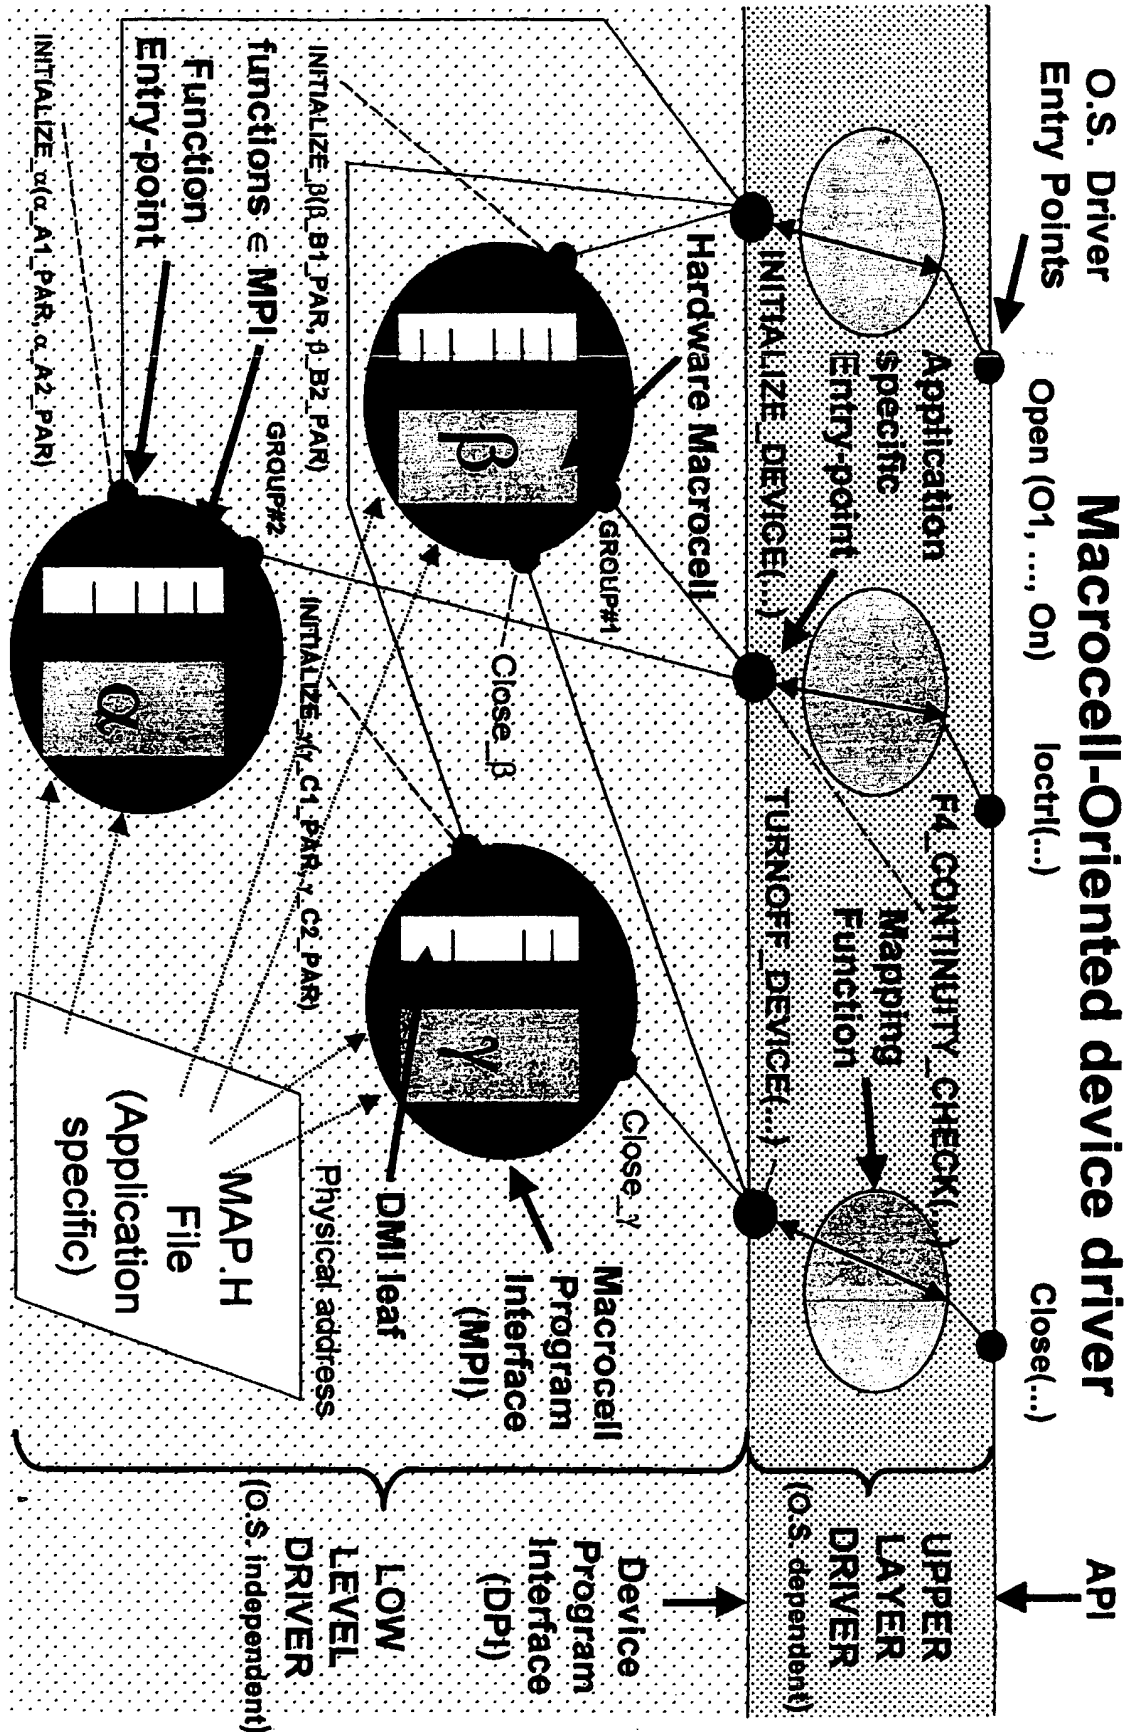 Macrocell-Oriented device driver
O.S. Driver
Entry Points
Open (O1, ..., On)
Ioctrl(...)
Close(...)
API
Application
specific
Entry-point
F4_CONTINUITY_CHECK(...)
Mapping
Function
UPPER
LAYER
DRIVER
(O.S. dependent)
INITIALIZE_DEVICE(...)
TURNOFF_DEVICE(...)
Hardware Macrocell
GROUP#1
Close_γ
Device
Program
Interface
(DPI)
Macrocell
Program
Interface
(MPI)
β
Close_β
γ
DMI leaf
INITIALIZE_β(β_B1_PAR, β_B2_PAR)
INITIALIZE_γ(γ_C1_PAR, γ_C2_PAR)
Physical address
LOW
LEVEL
DRIVER
(O.S. independent)
functions ∈ MPI
GROUP#2
Function
Entry-point
MAP.H
File
(Application
specific)
α
INITIALIZE_α(α_A1_PAR, α_A2_PAR)